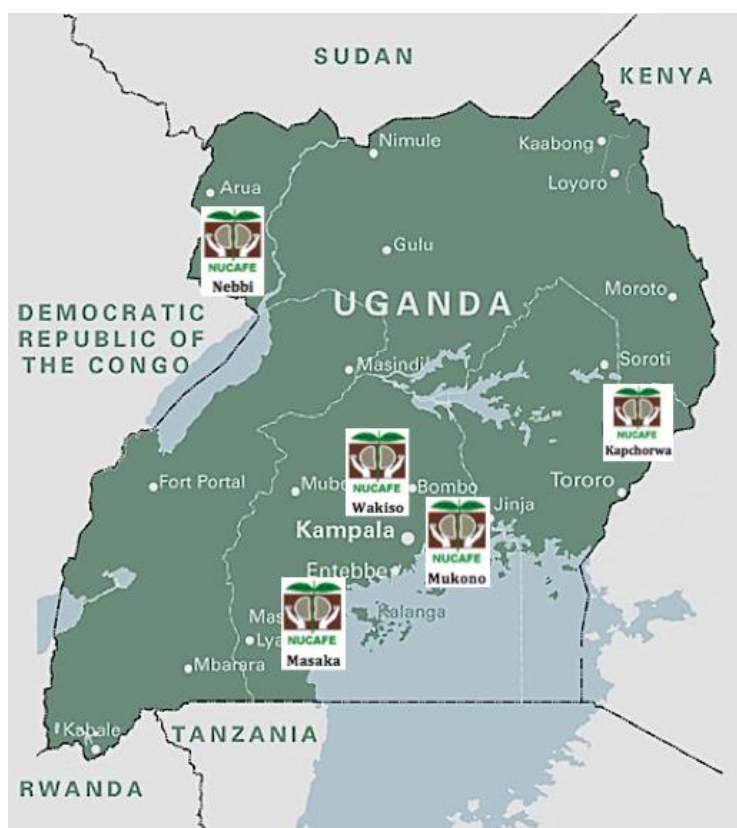 SUDAN
KENYA
Nimule
Kaabong
Loyoro
Arua
NUCAFE
Nebbi
Gulu
UGANDA
Moroto
DEMOCRATIC
REPUBLIC OF
THE CONGO
Masindi
Soroti
NUCAFE
Kapchorwa
Fort Portal
NUCAFE
Wakiso
Bombo
Tororo
Jinja
Kampala
NUCAFE
Mukono
Entebbe
Kalanga
NUCAFE
Masaka
Mbarara
Kabale
TANZANIA
RWANDA